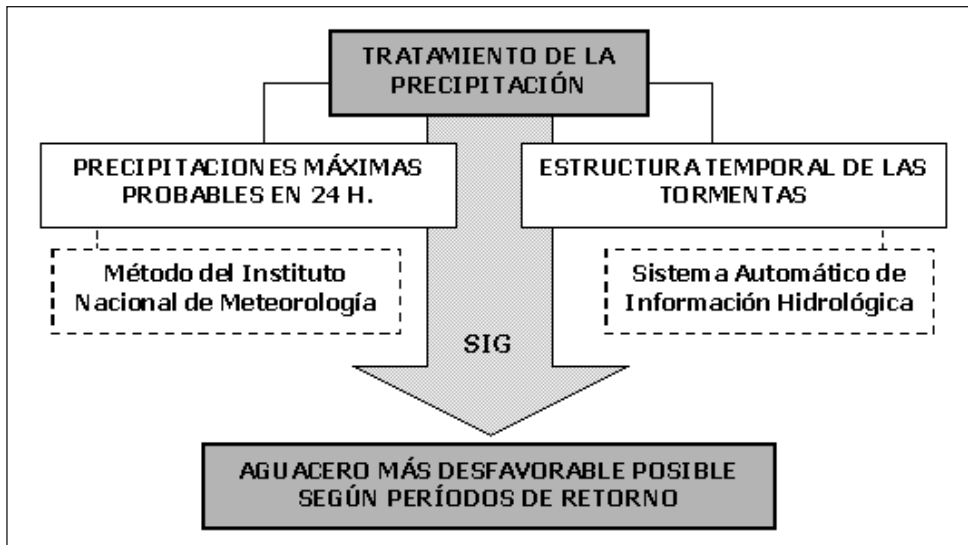 TRATAMIENTO DE LA
PRECIPITACIÓN
PRECIPITACIONES MÁXIMAS
PROBABLES EN 24 H.
ESTRUCTURA TEMPORAL DE LAS
TORMENTAS
Método del Instituto
Nacional de Meteorología
Sistema Automático de
Información Hidrológica
SIG
AGUACERO MÁS DESFAVORABLE POSIBLE
SEGÚN PERÍODOS DE RETORNO